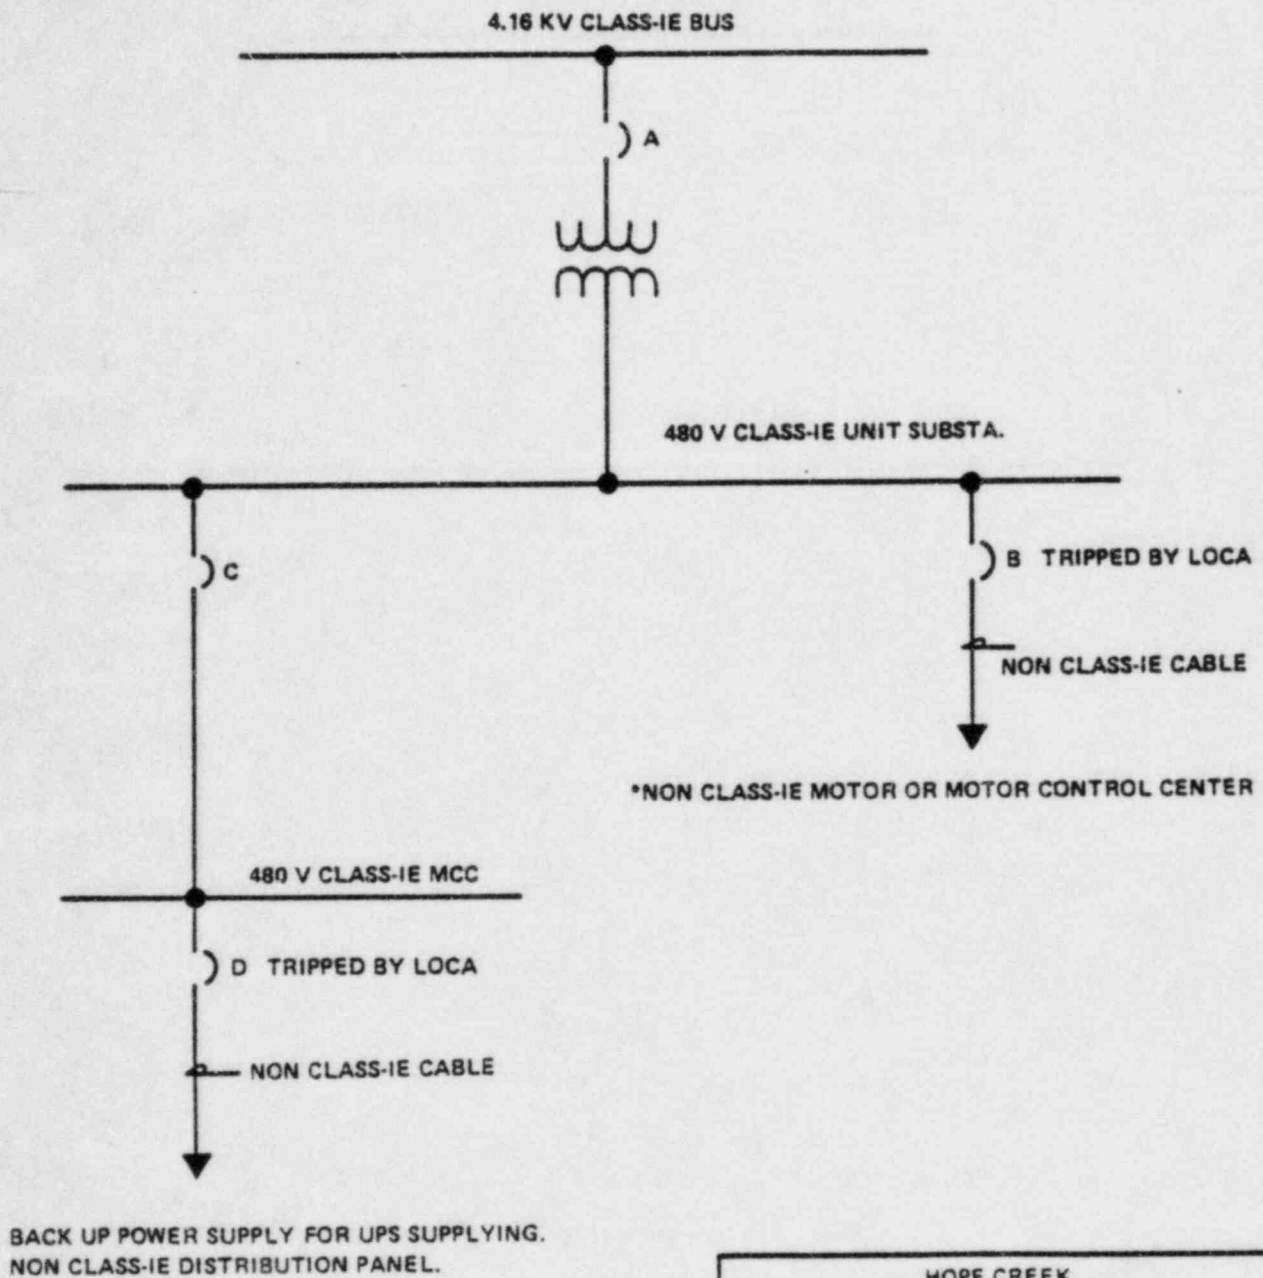 4.16 KV CLASS-IE BUS
A
480 V CLASS-IE UNIT SUBSTA.
C
B TRIPPED BY LOCA
NON CLASS-IE CABLE
*NON CLASS-IE MOTOR OR MOTOR CONTROL CENTER
480 V CLASS-IE MCC
D TRIPPED BY LOCA
NON CLASS-IE CABLE
BACK UP POWER SUPPLY FOR UPS SUPPLYING.
NON CLASS-IE DISTRIBUTION PANEL.
HOPE CREEK